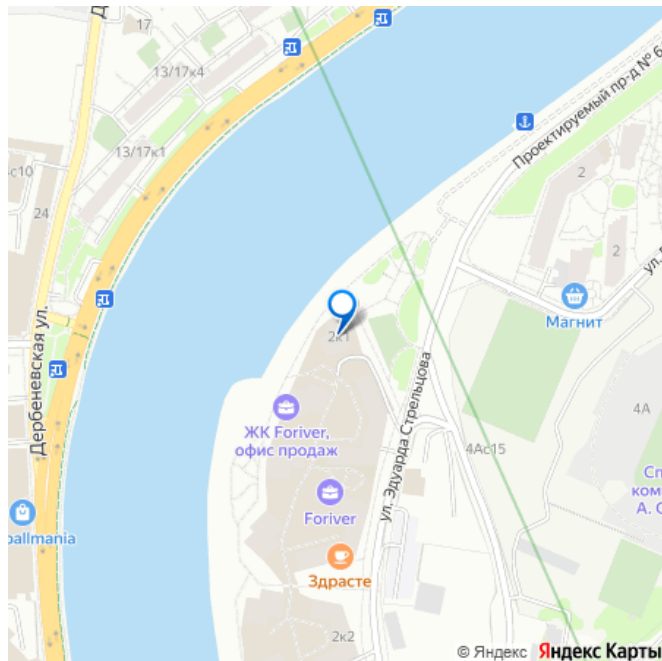 17
13/17к4
Проектируемый пр-д № 6
13/17к1
2
24
2
Магнит
2к1
Дербеневская ул.
ул. Эдуарда Стрельцова
4А
ЖК Foriver,
офис продаж
4Ас15
Foriver
pallmania
Здрасте
2к2
© Яндекс Яндекс Карты